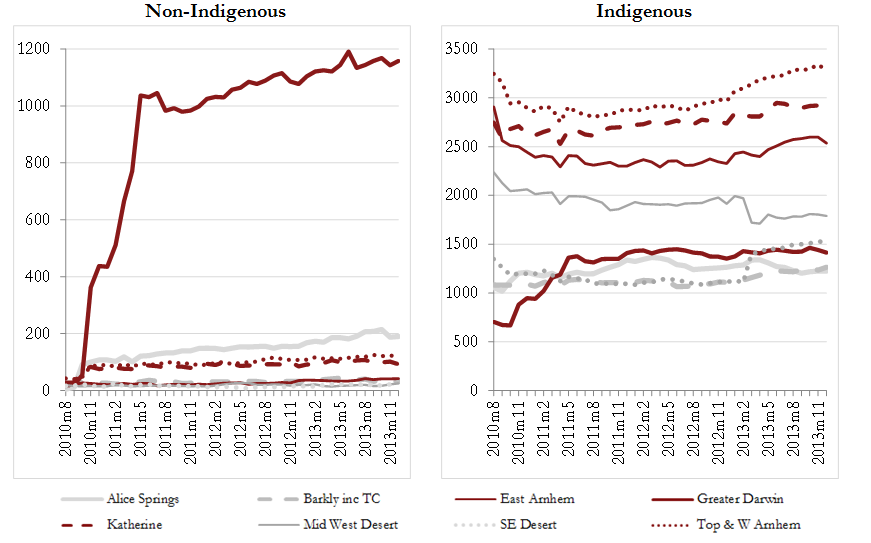 Non-Indigenous
Indigenous
1200
1000
800
600
400
200
0
2010m8
2010m11
2011m2
2011m5
2011m8
2011m11
2012m2
2012m5
2012m8
2012m11
2013m2
2013m5
2013m8
2013m11
3500
3000
2500
2000
1500
1000
500
0
2010m8
2010m11
2011m2
2011m5
2011m8
2011m11
2012m2
2012m5
2012m8
2012m11
2013m2
2013m5
2013m8
2013m11
Alice Springs
Barkly inc TC
East Arnhem
Greater Darwin
Katherine
Mid West Desert
SE Desert
Top & W Arnhem